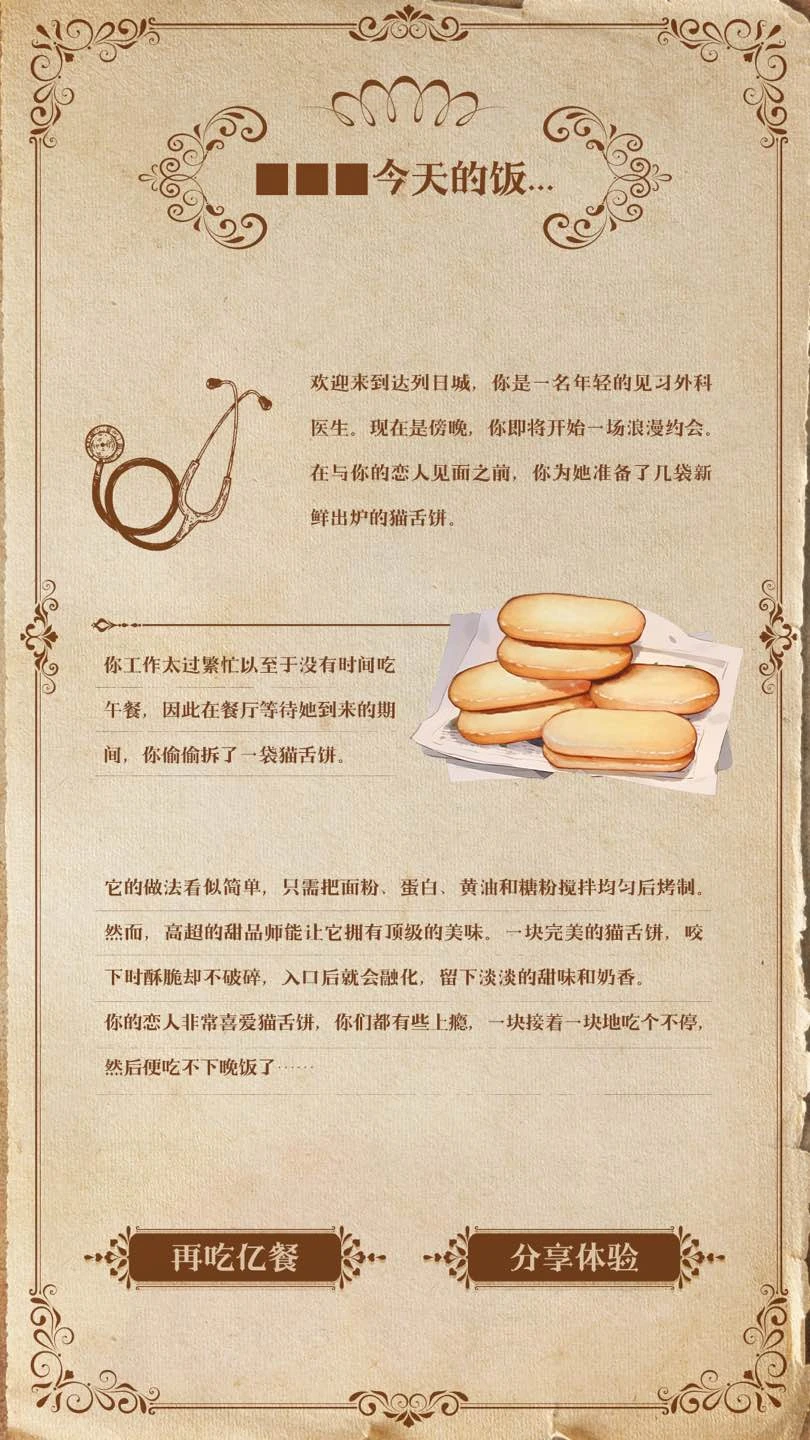 ■■■今天的饭...
欢迎来到达列日城，你是一名年轻的见习外科
医生。现在是傍晚，你即将开始一场浪漫约会。
在与你的恋人见面之前，你为她准备了几袋新
鲜出炉的猫舌饼。
你工作太过繁忙以至于没有时间吃
午餐，因此在餐厅等待她到来的期
间，你偷偷拆了一袋猫舌饼。
它的做法看似简单，只需把面粉、蛋白、黄油和糖粉搅拌均匀后烤制。
然而，高超的甜品师能让它拥有顶级的美味。一块完美的猫舌饼，咬
下时酥脆却不破碎，入口后就会融化，留下淡淡的甜味和奶香。
你的恋人非常喜爱猫舌饼，你们都有些上瘾，一块接着一块地吃个不停，
然后便吃不下晚饭了……
再吃亿餐
分享体验